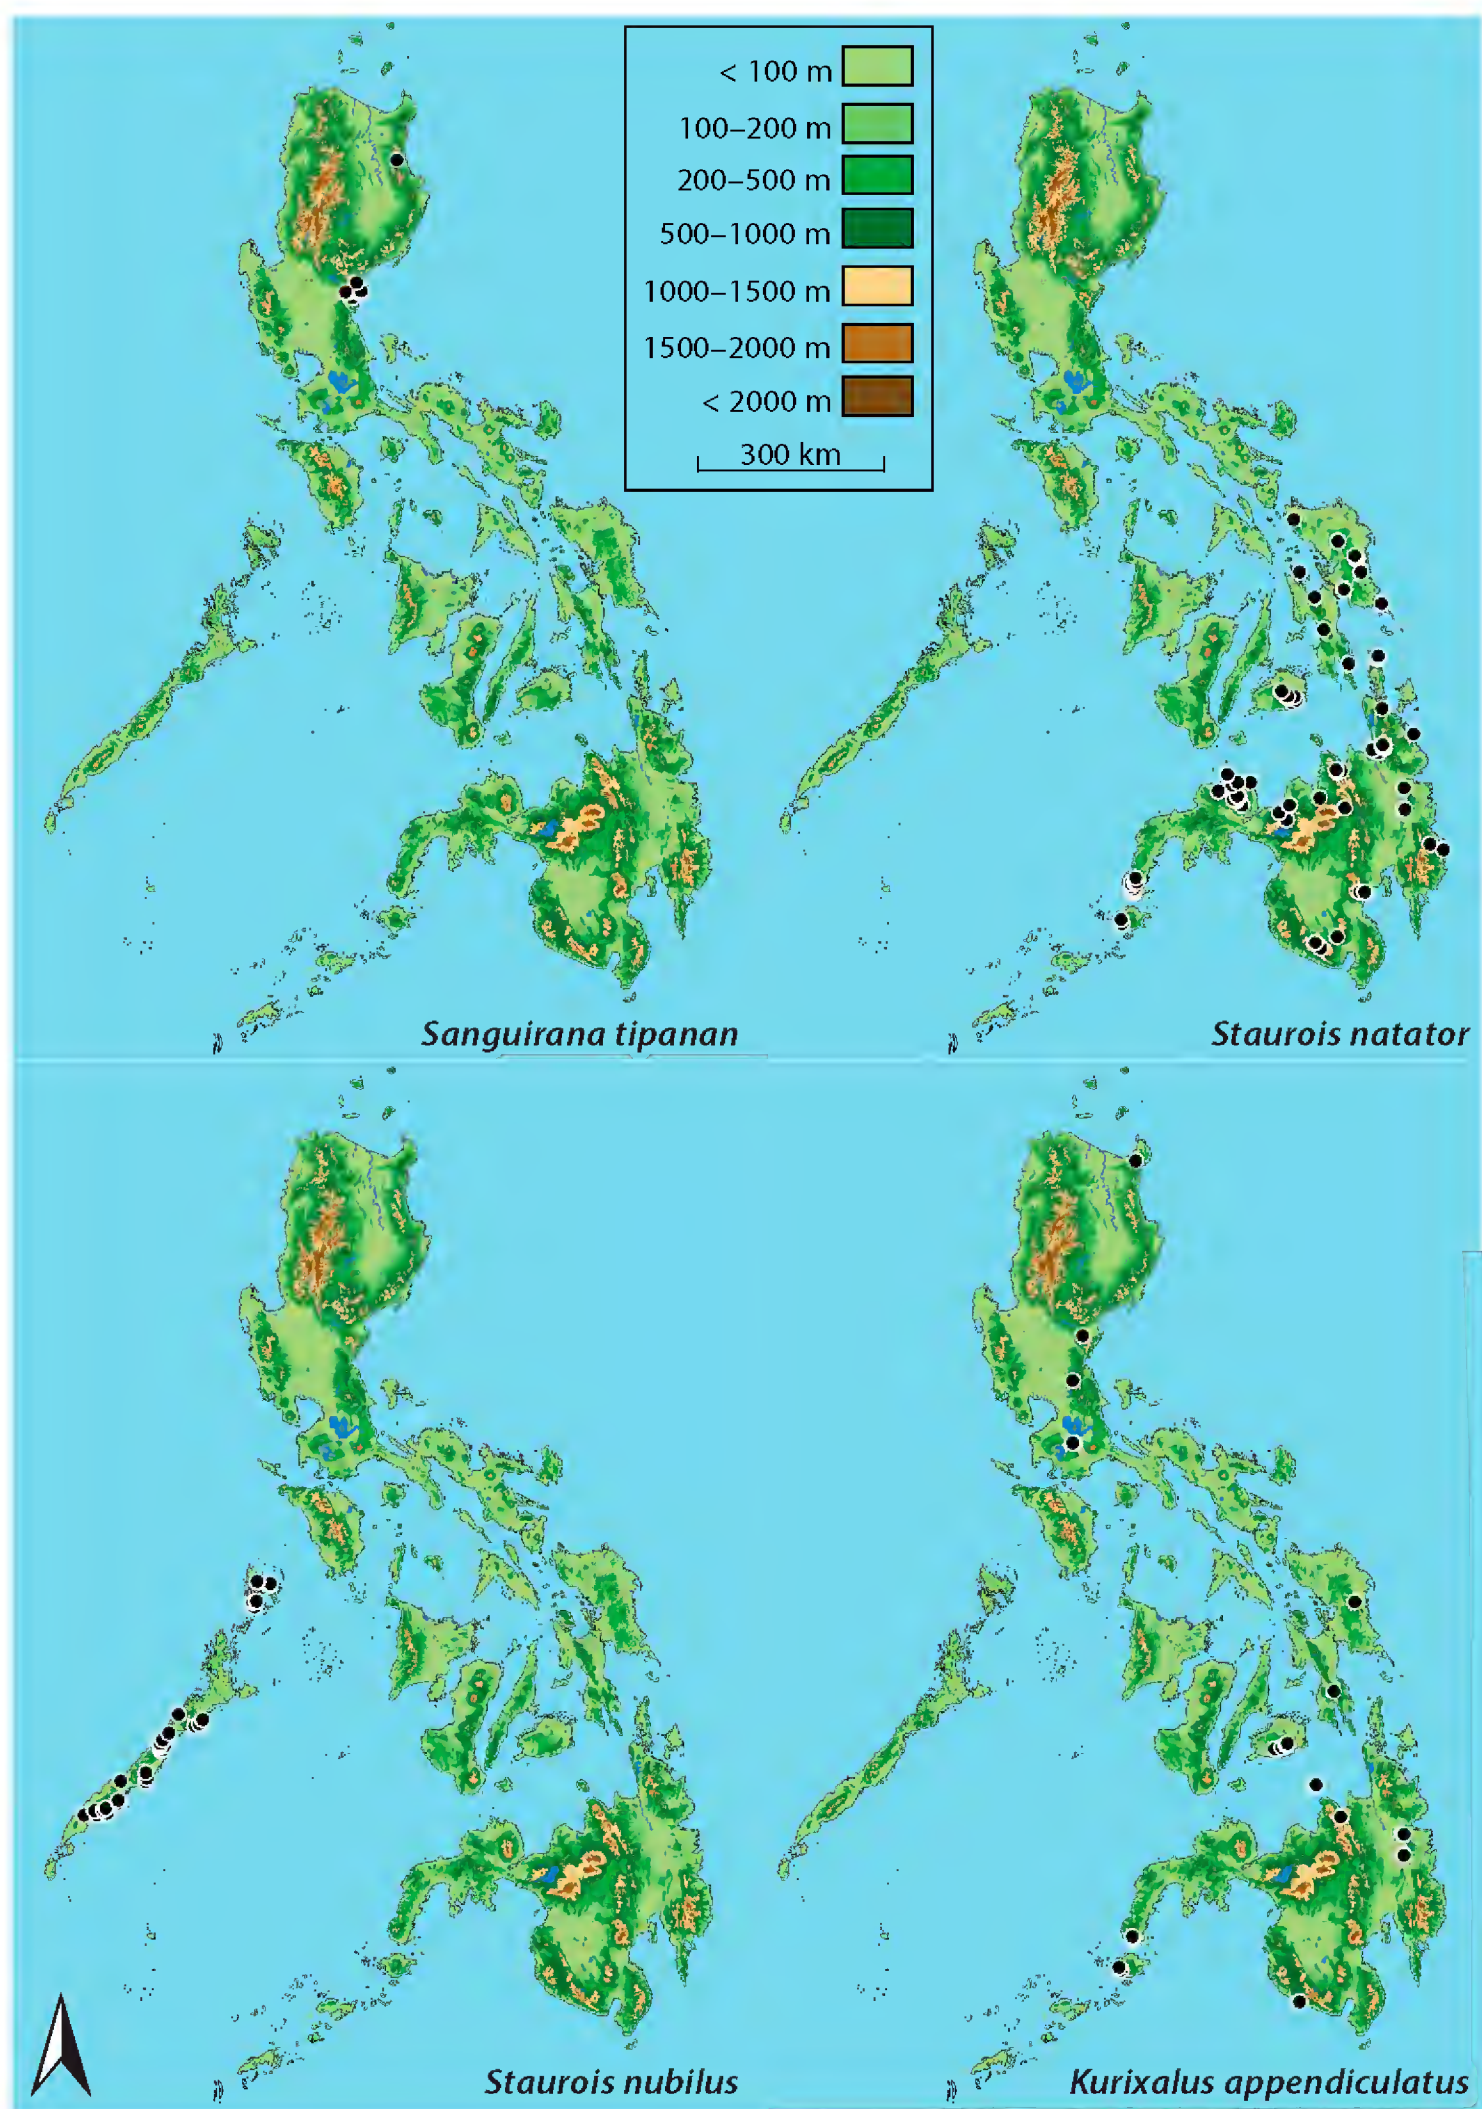 < 100 m
100–200 m
200–500 m
500–1000 m
1000–1500 m
1500–2000 m
< 2000 m
300 km
Sanguirana tipanan
Staurois natator
Staurois nubilus
Kurixalus appendiculatus